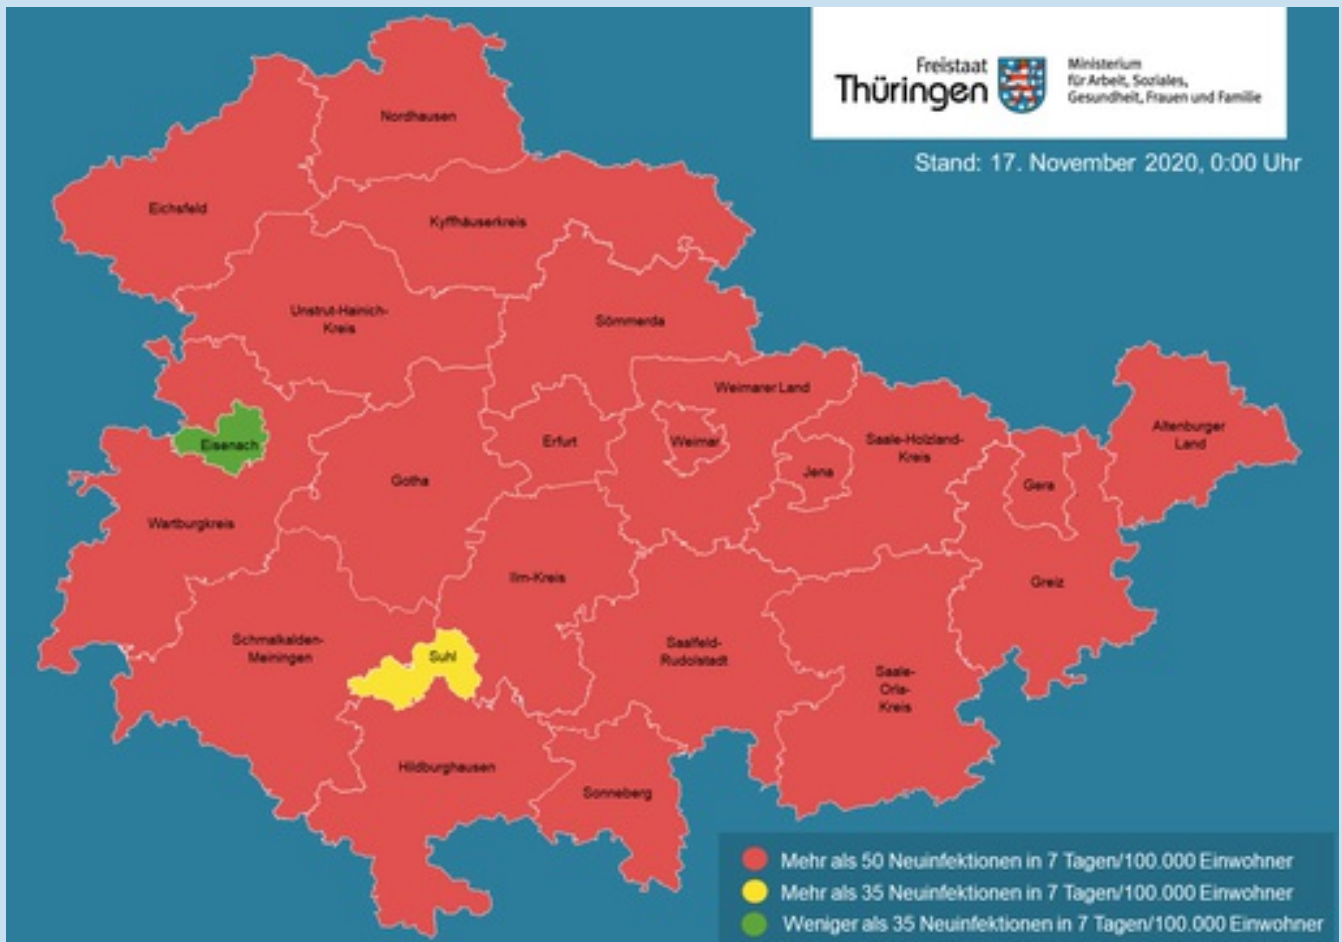 Freistaat
Thüringen
Ministerium
für Arbeit, Soziales,
Gesundheit, Frauen und Familie
Stand: 17. November 2020, 0:00 Uhr
Nordhausen
Eichsfeld
Kyffhäuserkreis
Unstrut-Hainich-
Kreis
Sömmerda
Weimarer Land
Eisenach
Erfurt
Weimar
Jena
Saale-Holzland-
Kreis
Altenburger
Land
Gotha
Gera
Wartburgkreis
Ilm-Kreis
Greiz
Schmalkalden-
Meiningen
Suhl
Saalfeld-
Rudolstadt
Saale-
Orla-
Kreis
Hildburghausen
Sonneberg
Mehr als 50 Neuinfektionen in 7 Tagen/100.000 Einwohner
Mehr als 35 Neuinfektionen in 7 Tagen/100.000 Einwohner
Weniger als 35 Neuinfektionen in 7 Tagen/100.000 Einwohner